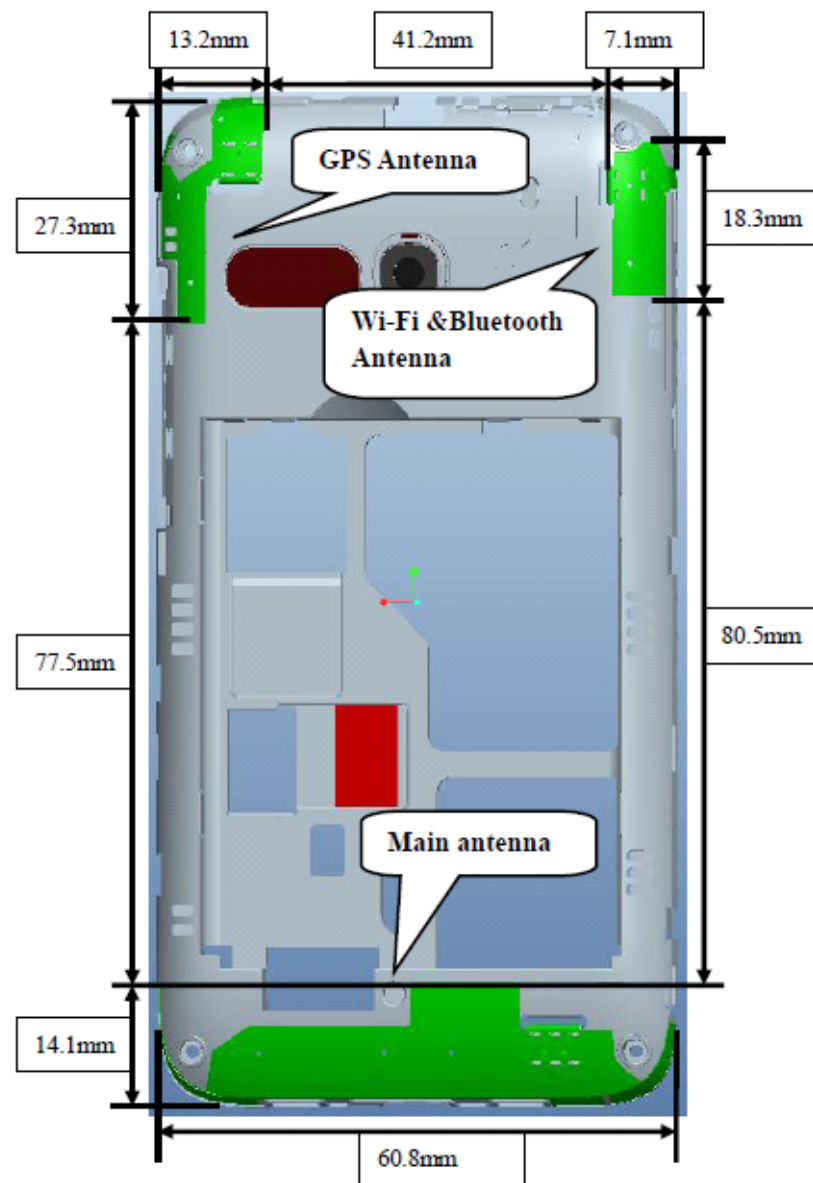 13.2mm
41.2mm
7.1mm
GPS Antenna
27.3mm
18.3mm
Wi-Fi &Bluetooth
Antenna
77.5mm
80.5mm
Main antenna
14.1mm
60.8mm